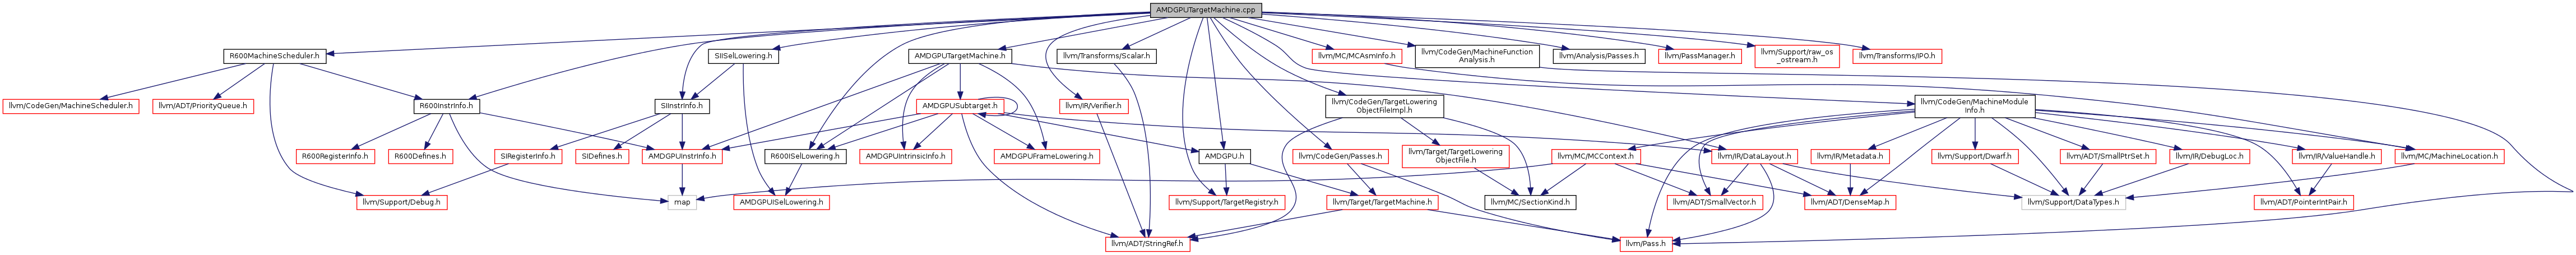 AMDGPUTargetMachine.cpp
R600MachineScheduler.h
SIISelLowering.h
AMDGPUTargetMachine.h
llvm/Transforms/Scalar.h
llvm/MC/MCAsmInfo.h
llvm/CodeGen/MachineFunction
Analysis.h
llvm/Analysis/Passes.h
llvm/PassManager.h
llvm/Support/raw_os
_ostream.h
llvm/Transforms/IPO.h
llvm/CodeGen/MachineScheduler.h
llvm/ADT/PriorityQueue.h
R600InstrInfo.h
SIInstrInfo.h
AMDGPUSubtarget.h
llvm/IR/Verifier.h
llvm/CodeGen/TargetLowering
ObjectFileImpl.h
llvm/CodeGen/MachineModule
Info.h
R600RegisterInfo.h
R600Defines.h
SIRegisterInfo.h
SIDefines.h
AMDGPUInstrInfo.h
R600ISelLowering.h
AMDGPUIntrinsicInfo.h
AMDGPUFrameLowering.h
AMDGPU.h
llvm/CodeGen/Passes.h
llvm/Target/TargetLowering
ObjectFile.h
llvm/MC/MCContext.h
llvm/IR/DataLayout.h
llvm/IR/Metadata.h
llvm/Support/Dwarf.h
llvm/ADT/SmallPtrSet.h
llvm/IR/DebugLoc.h
llvm/IR/ValueHandle.h
llvm/MC/MachineLocation.h
llvm/Support/Debug.h
map
AMDGPUISelLowering.h
llvm/Support/TargetRegistry.h
llvm/Target/TargetMachine.h
llvm/MC/SectionKind.h
llvm/ADT/SmallVector.h
llvm/ADT/DenseMap.h
llvm/Support/DataTypes.h
llvm/ADT/PointerIntPair.h
llvm/ADT/StringRef.h
llvm/Pass.h